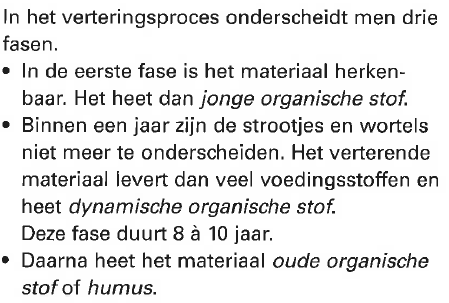 In het verteringsproces onderscheidt men drie
fasen.
• In de eerste fase is het materiaal herken-
baar. Het heet dan jonge organische stof.
• Binnen een jaar zijn de strootjes en wortels
niet meer te onderscheiden. Het verterende
materiaal levert dan veel voedingsstoffen en
heet dynamische organische stof.
Deze fase duurt 8 à 10 jaar.
• Daarna heet het materiaal oude organische
stof of humus.